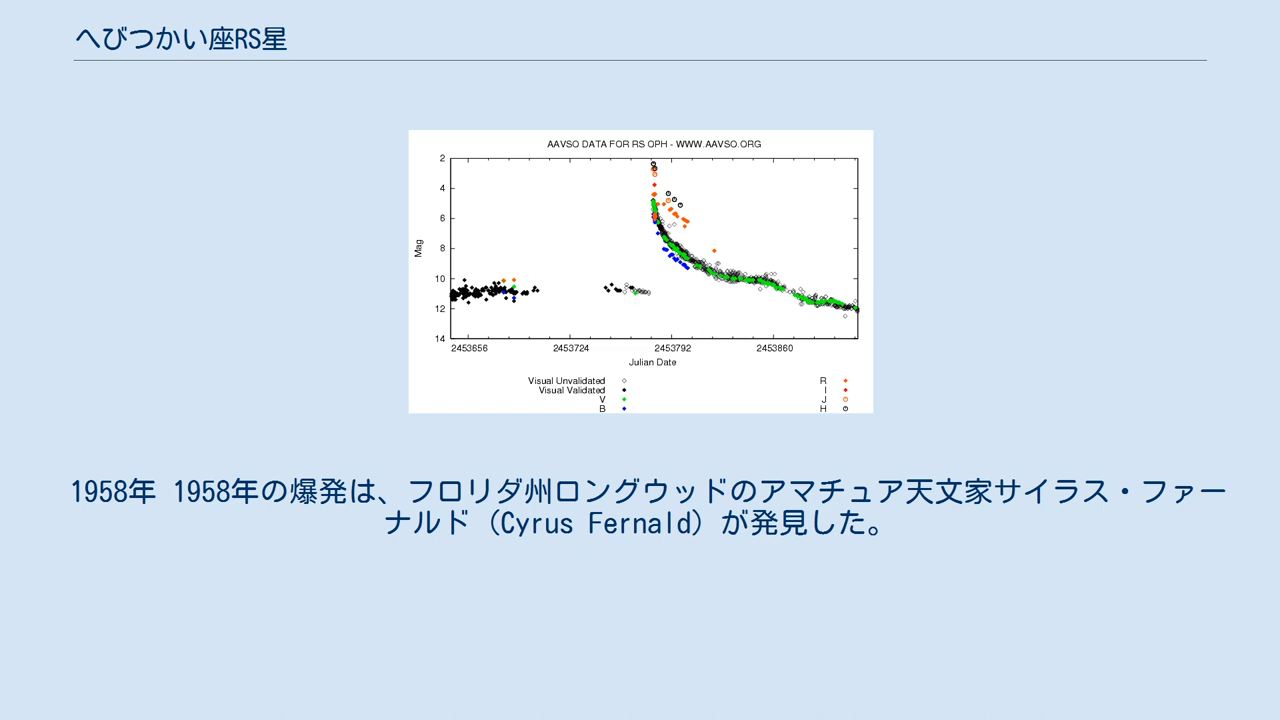 へびつかい座RS星
AAVSO DATA FOR RS OPH - WWW.AAVSO.ORG
2
4
6
8
10
12
14
Mag
2453656 2453724 2453792 2453860
Julian Date
Visual Unvalidated
Visual Validated
V
B
R
I
J
H
1958年 1958年の爆発は、フロリダ州ロングウッドのアマチュア天文家サイラス・ファー
ナルド（Cyrus Fernald）が発見した。